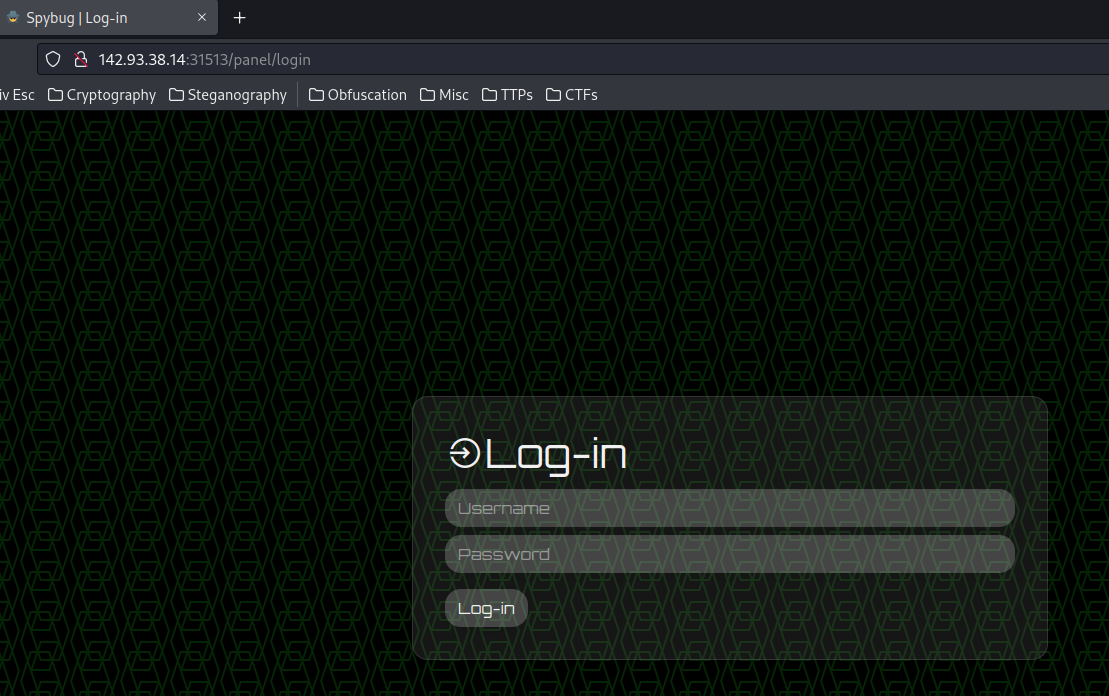 Spybug | Log-in
142.93.38.14:31513/panel/login
iv Esc Cryptography Steganography Obfuscation Misc TTPs CTFs
Log-in
Username
Password
Log-in